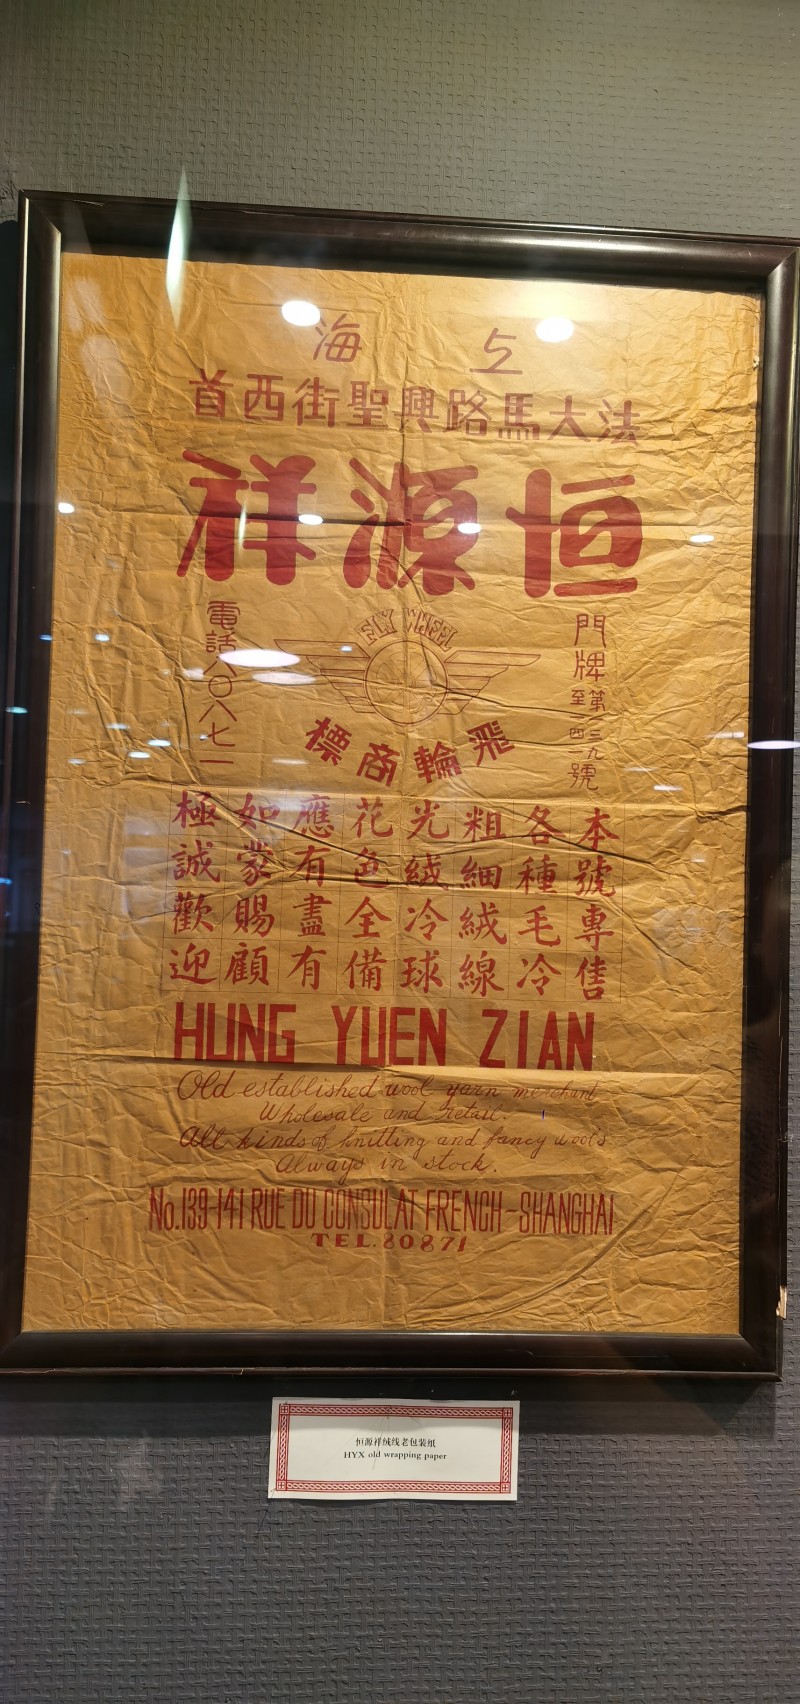 上海
法大馬路興聖街西首
恒源祥
門牌第一三九至一四一號
FLY WHEEL
飛輪商標
電話八〇八七一
本號專售
各種毛冷
粗細絨線
光絨冷球
花色全備
應有盡有
如蒙賜顧
極誠歡迎
HUNG YUEN ZIAN
Old established wool yarn merchant
Wholesale and retail.
All kinds of knitting and fancy wools
Always in stock.
No.139-141 RUE DU CONSULAT FRENCH-SHANGHAI
TEL.80871
恒源祥绒线老包装纸
HYX old wrapping paper